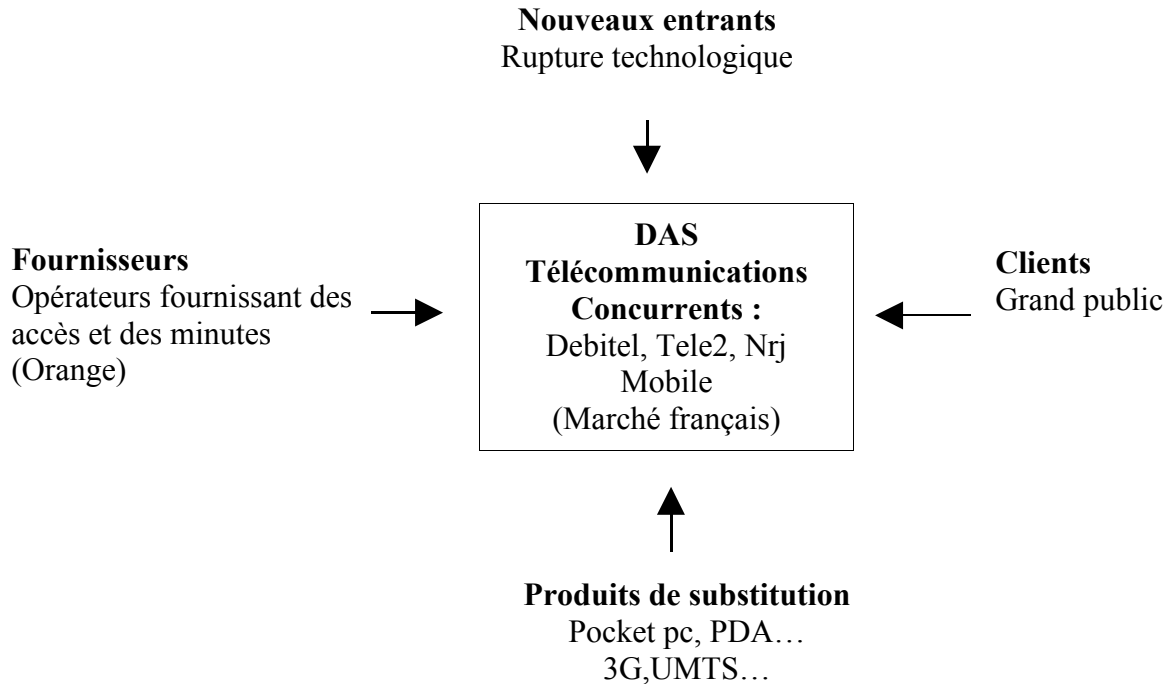 Nouveaux entrants
Rupture technologique
Fournisseurs
Opérateurs fournissant des
accès et des minutes
(Orange)
DAS
Télécommunications
Concurrents :
Debitel, Tele2, Nrj
Mobile
(Marché français)
Clients
Grand public
Produits de substitution
Pocket pc, PDA…
3G,UMTS…